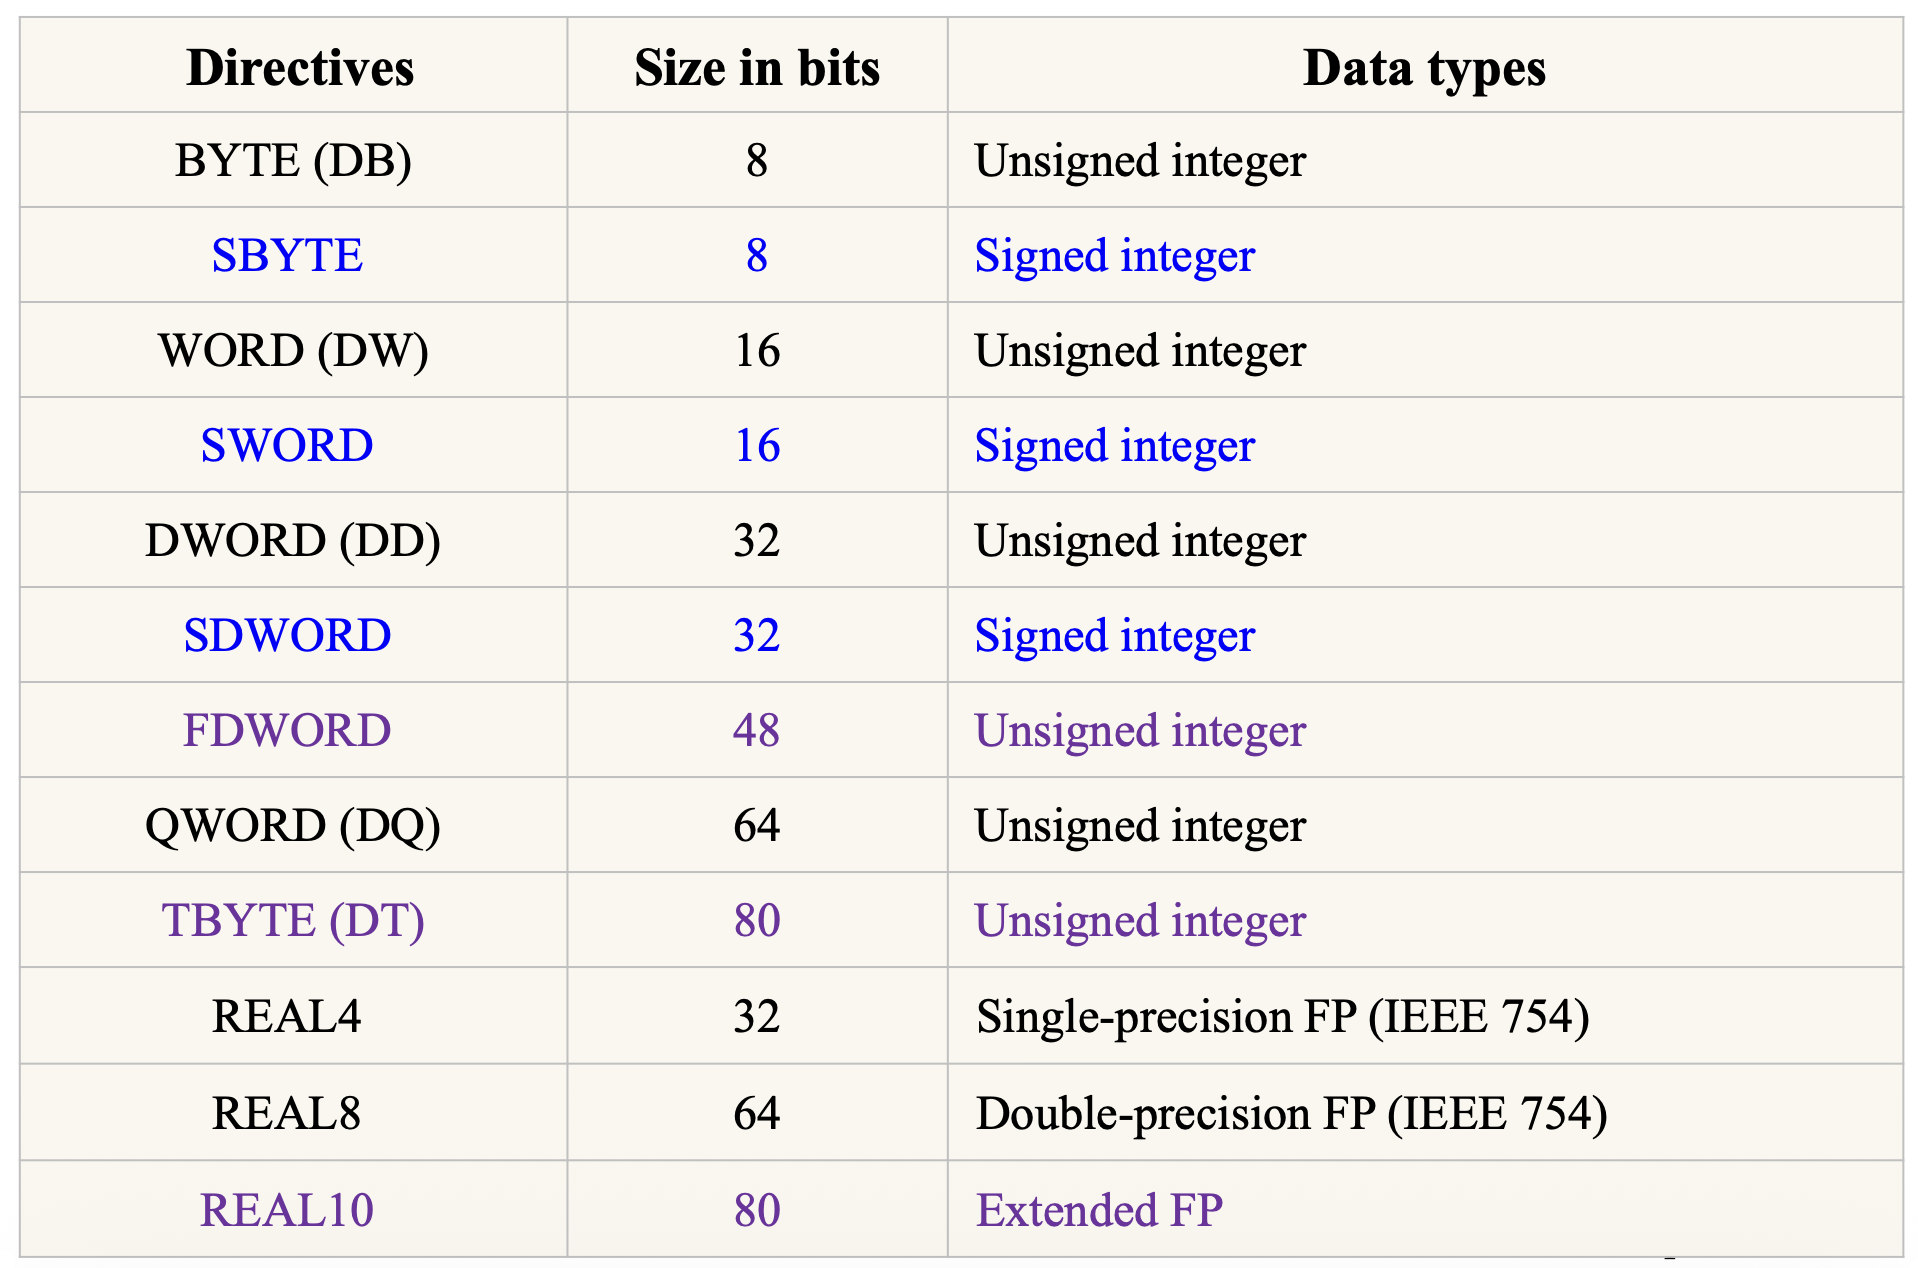 Directives Size in bits Data types
BYTE (DB) 8 Unsigned integer
SBYTE 8 Signed integer
WORD (DW) 16 Unsigned integer
SWORD 16 Signed integer
DWORD (DD) 32 Unsigned integer
SDWORD 32 Signed integer
FDWORD 48 Unsigned integer
QWORD (DQ) 64 Unsigned integer
TBYTE (DT) 80 Unsigned integer
REAL4 32 Single-precision FP (IEEE 754)
REAL8 64 Double-precision FP (IEEE 754)
REAL10 80 Extended FP